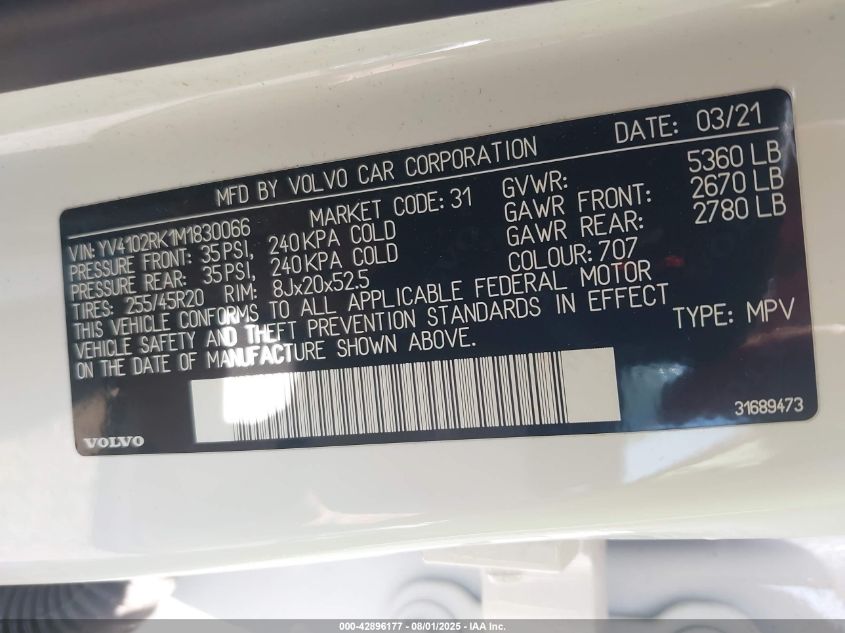 MFD BY VOLVO CAR CORPORATION DATE: 03/21
VIN: YV4102RK1M1830066 MARKET CODE: 31 GVWR: 5360 LB
PRESSURE FRONT: 35PSI, 240KPA COLD GAWR FRONT: 2670 LB
PRESSURE REAR: 35PSI, 240KPA COLD GAWR REAR: 2780 LB
TIRES: 255/45R20 RIM: 8Jx20x52.5 COLOUR: 707
THIS VEHICLE CONFORMS TO ALL APPLICABLE FEDERAL MOTOR
VEHICLE SAFETY AND THEFT PREVENTION STANDARDS IN EFFECT
ON THE DATE OF MANUFACTURE SHOWN ABOVE. TYPE: MPV
31689473
VOLVO
000-42896177 - 08/01/2025 - IAA Inc.